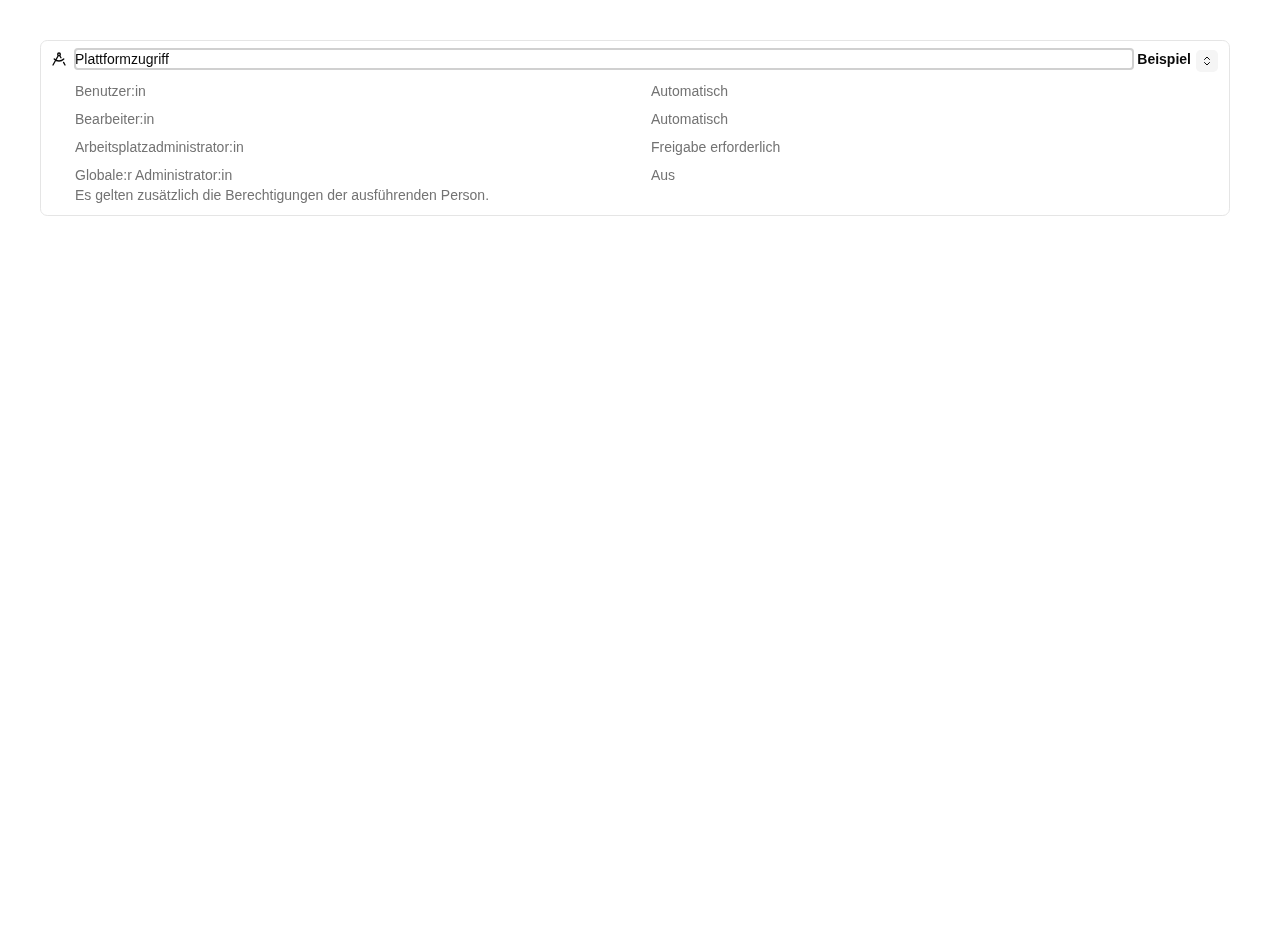 Plattformzugriff Beispiel
Benutzer:in Automatisch
Bearbeiter:in Automatisch
Arbeitsplatzadministrator:in Freigabe erforderlich
Globale:r Administrator:in Aus
Es gelten zusätzlich die Berechtigungen der ausführenden Person.